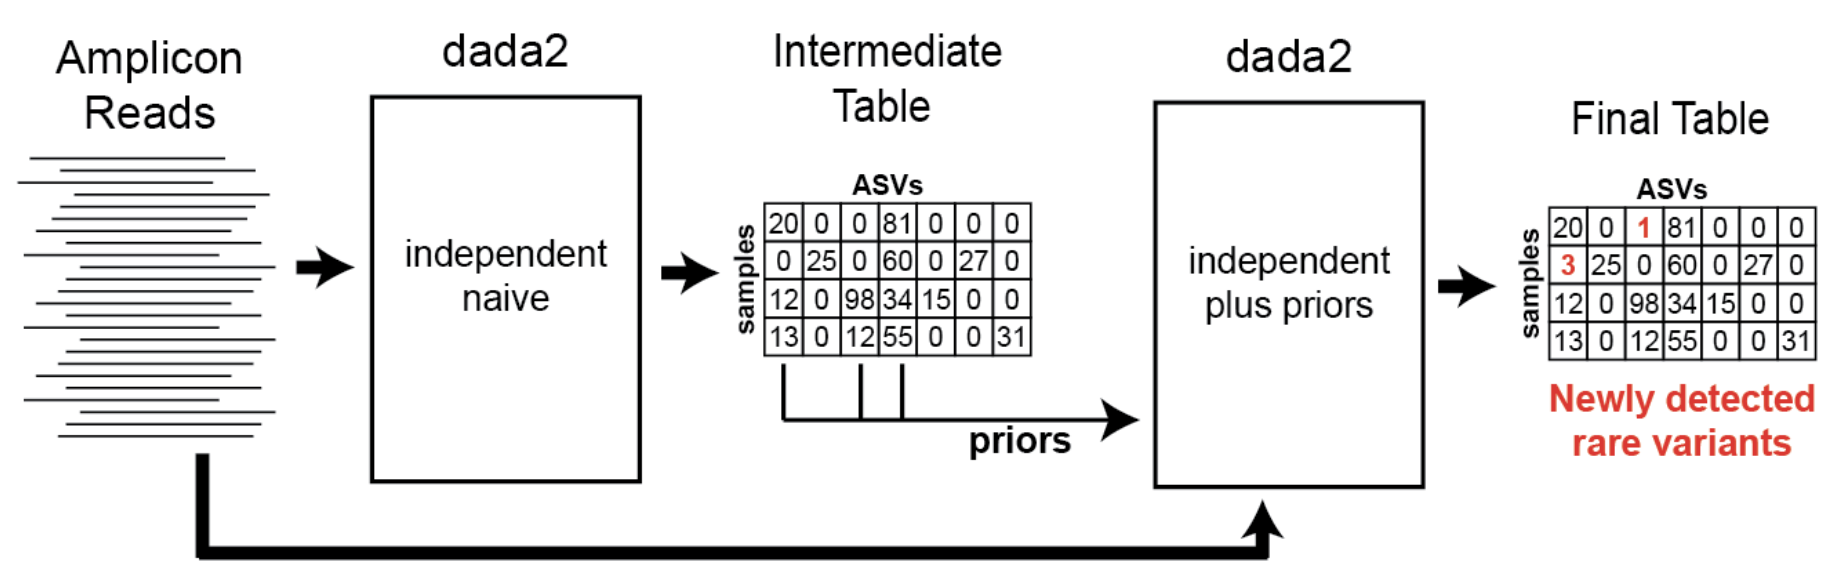 Amplicon
Reads
dada2
independent
naive
Intermediate
Table
ASVs
samples
20 0 0 81 0 0 0
0 25 0 60 0 27 0
12 0 98 34 15 0 0
13 0 12 55 0 0 31
priors
dada2
independent
plus priors
Final Table
ASVs
samples
20 0 1 81 0 0 0
3 25 0 60 0 27 0
12 0 98 34 15 0 0
13 0 12 55 0 0 31
Newly detected
rare variants